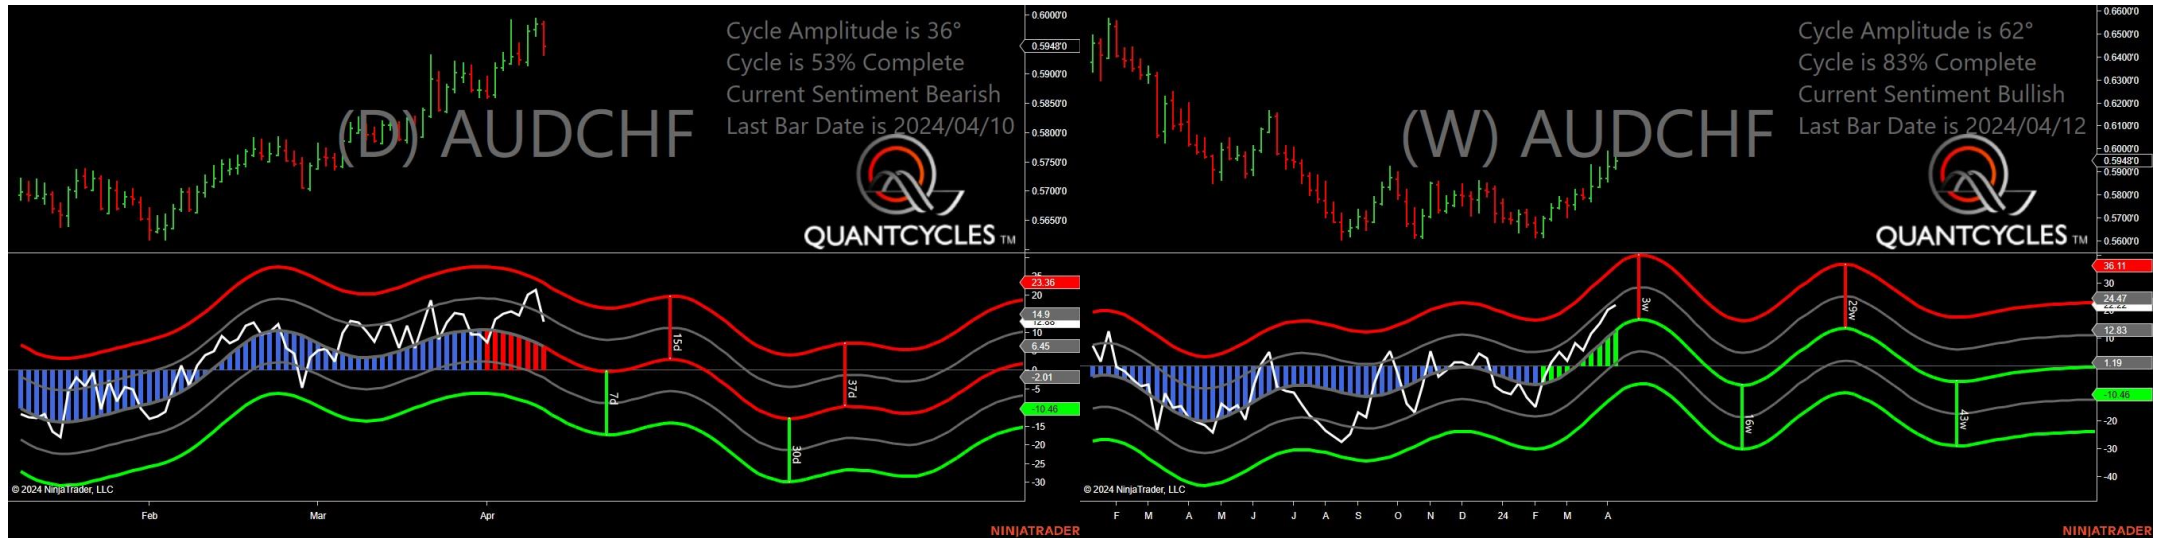 Cycle Amplitude is 36°
Cycle is 53% Complete
Current Sentiment Bearish
Last Bar Date is 2024/04/10
(D) AUDCHF
QUANTCYCLES TM
0.6000'0
0.5948'0
0.5900'0
0.5850'0
0.5800'0
0.5750'0
0.5700'0
0.5650'0
23.36
20
14.9
10
6.45
-2.01
-5
-10.46
-15
-20
-25
-30
7d
15d
30d
37d
© 2024 NinjaTrader, LLC
Feb Mar Apr
NINJATRADER
Cycle Amplitude is 62°
Cycle is 83% Complete
Current Sentiment Bullish
Last Bar Date is 2024/04/12
(W) AUDCHF
QUANTCYCLES TM
0.6600'0
0.6500'0
0.6400'0
0.6300'0
0.6200'0
0.6100'0
0.6000'0
0.5948'0
0.5900'0
0.5800'0
0.5700'0
0.5600'0
36.11
30
24.47
12.83
10
1.19
-10.46
-20
-30
-40
3w
16w
29w
43w
© 2024 NinjaTrader, LLC
F M A M J J A S O N D 24 F M A
NINJATRADER